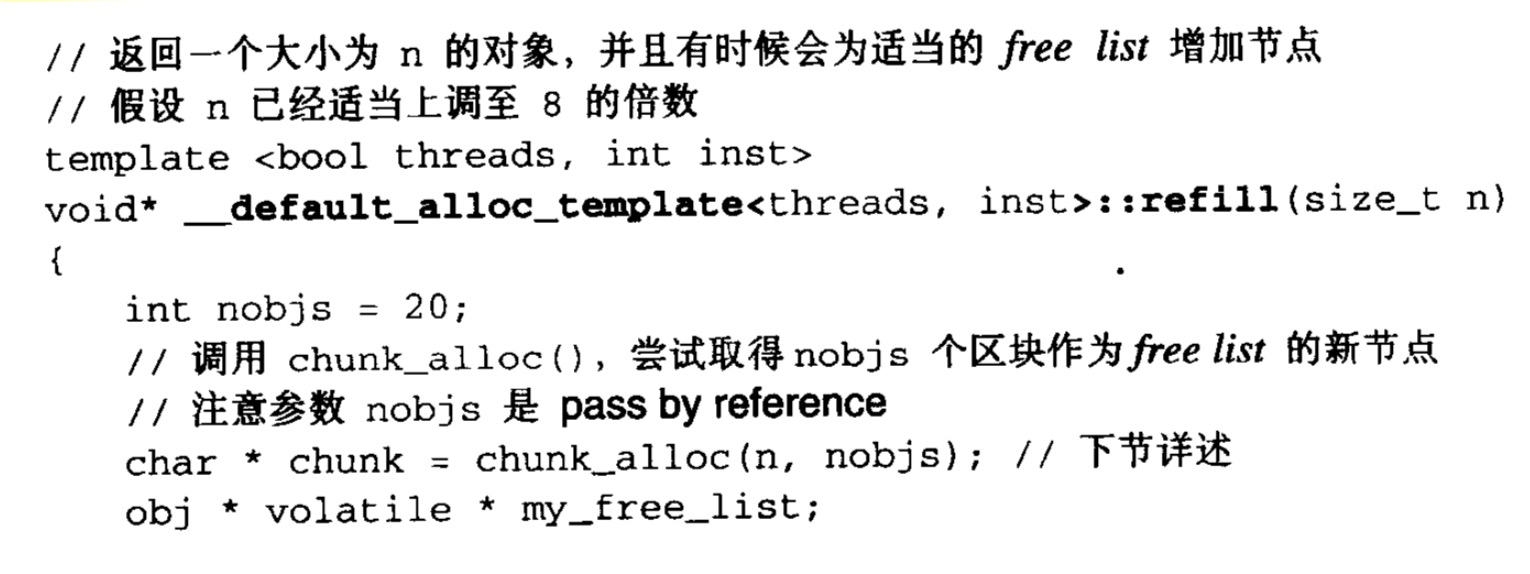 // 返回一个大小为 n 的对象，并且有时候会为适当的 free list 增加节点
// 假设 n 已经适当上调至 8 的倍数
template <bool threads, int inst>
void* __default_alloc_template<threads, inst>::refill(size_t n)
{
    int nobjs = 20;
    // 调用 chunk_alloc()，尝试取得 nobjs 个区块作为 free list 的新节点
    // 注意参数 nobjs 是 pass by reference
    char * chunk = chunk_alloc(n, nobjs); // 下节详述
    obj * volatile * my_free_list;